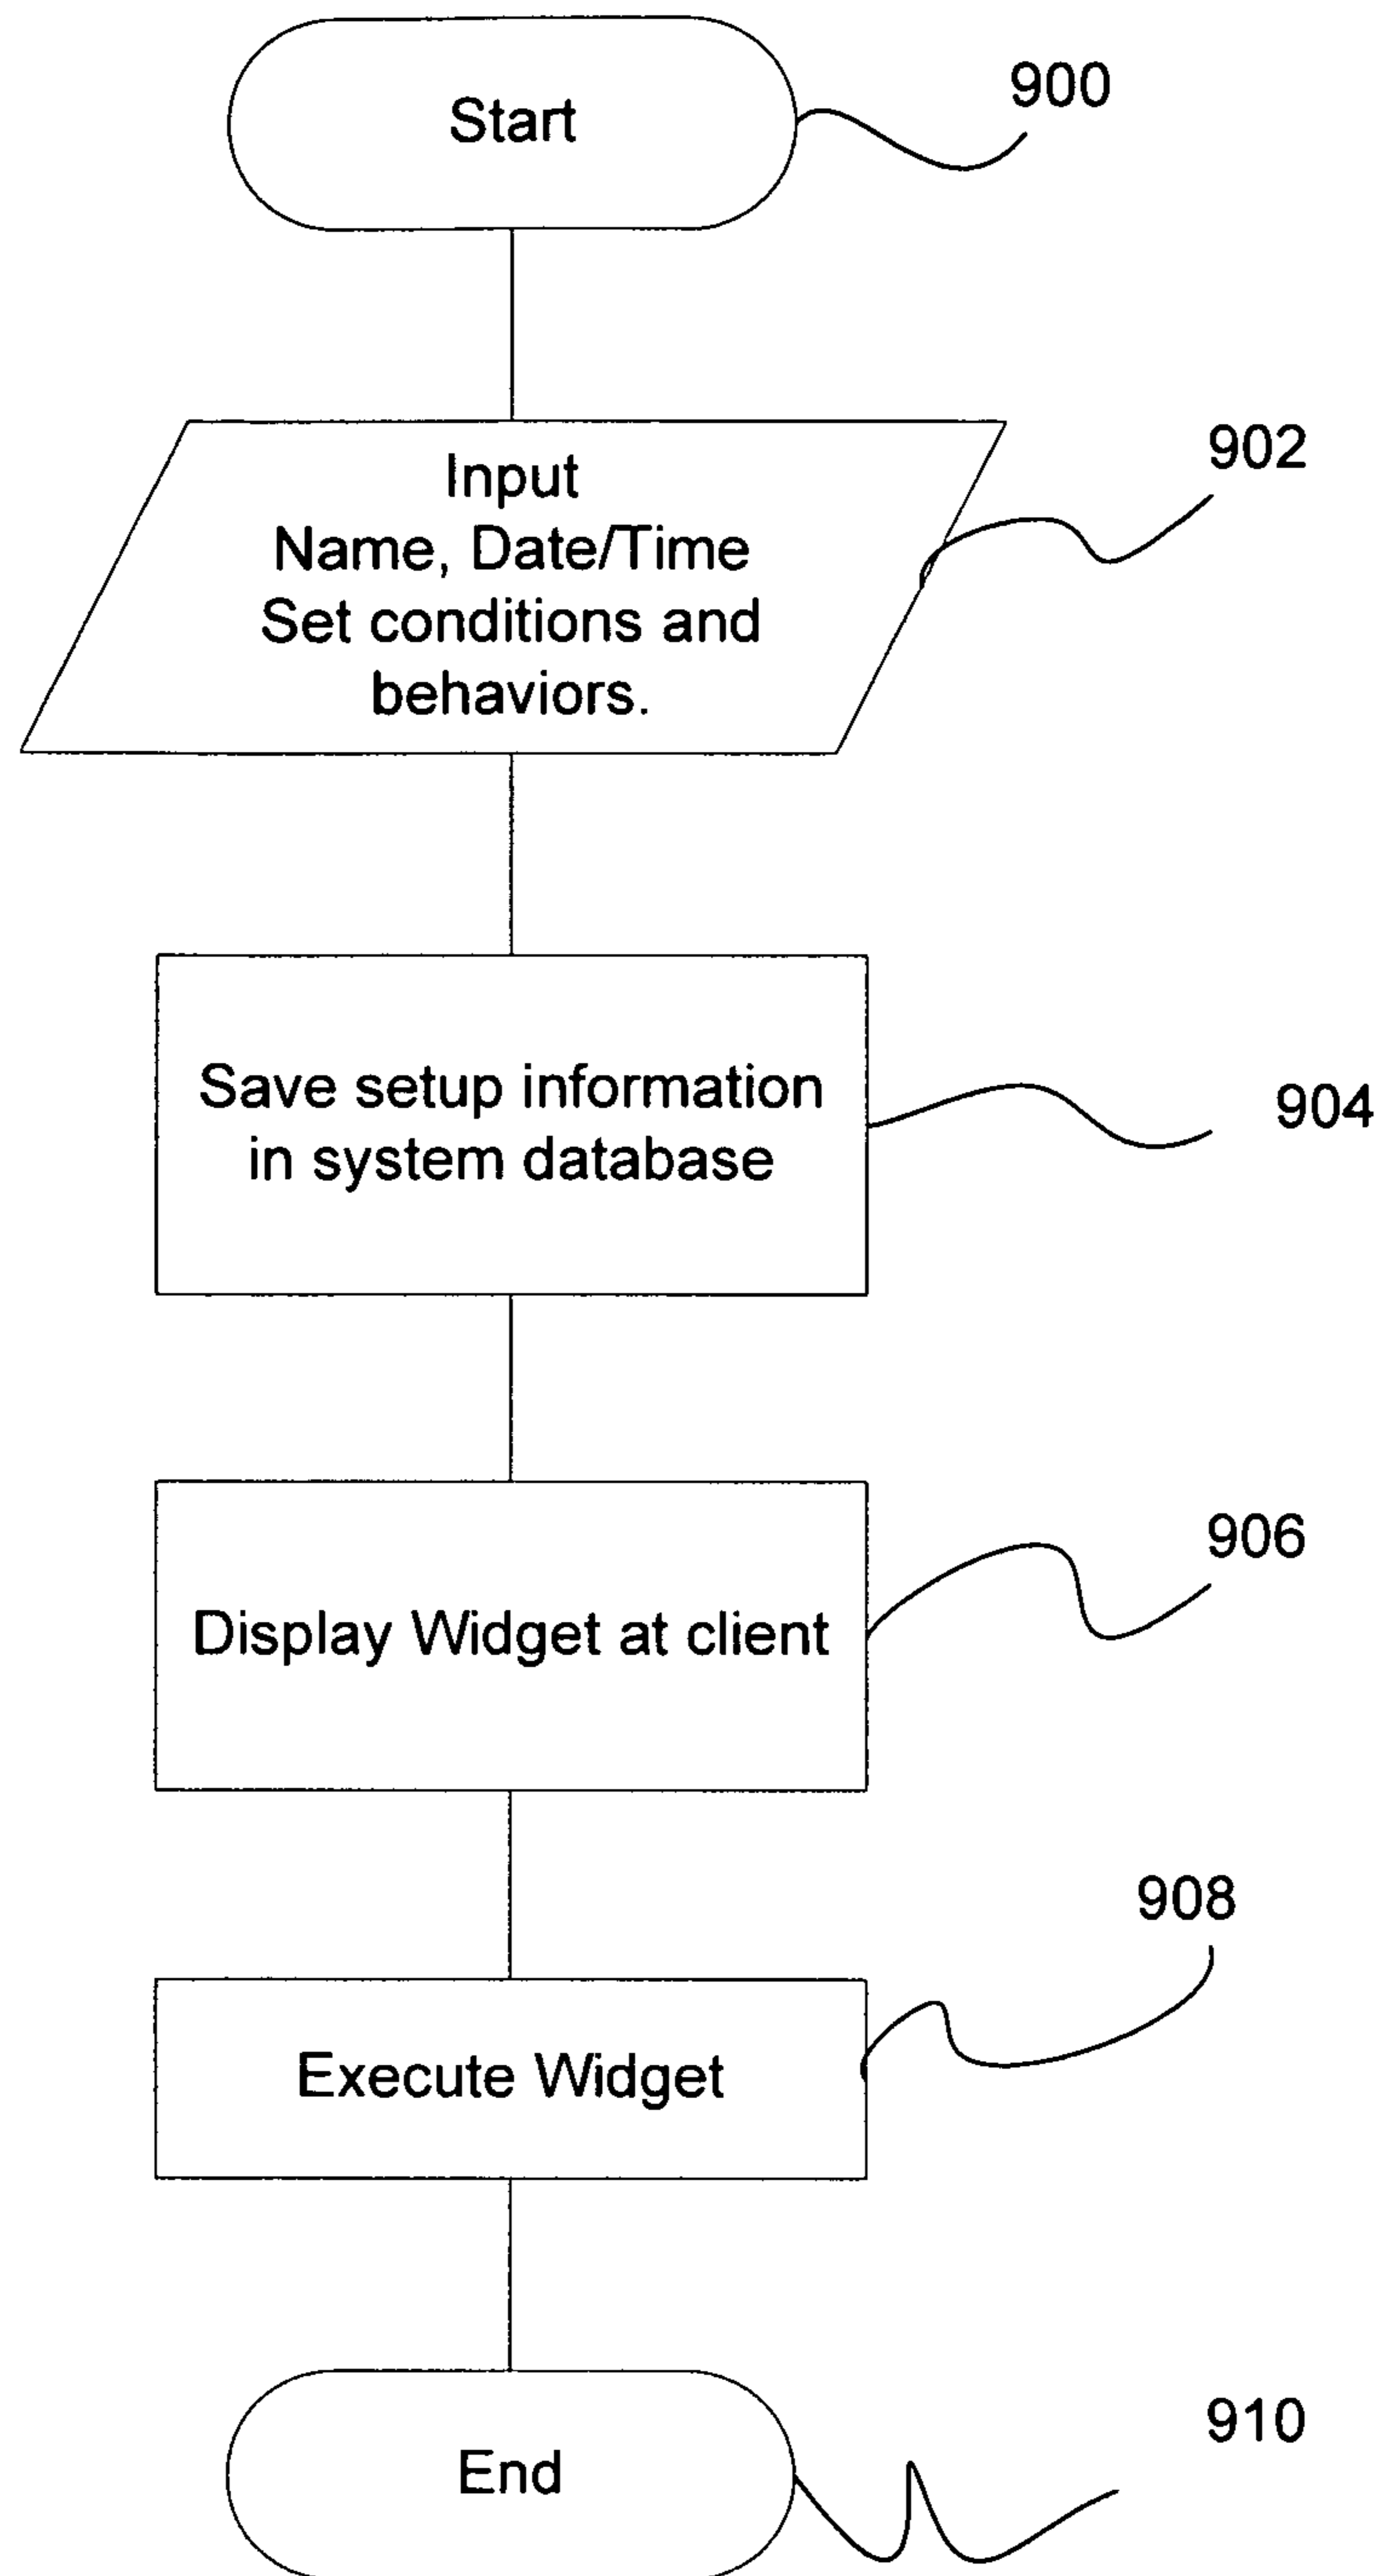 Start
900
Input
Name, Date/Time
Set conditions and
behaviors.
902
Save setup information
in system database
904
Display Widget at client
906
Execute Widget
908
End
910